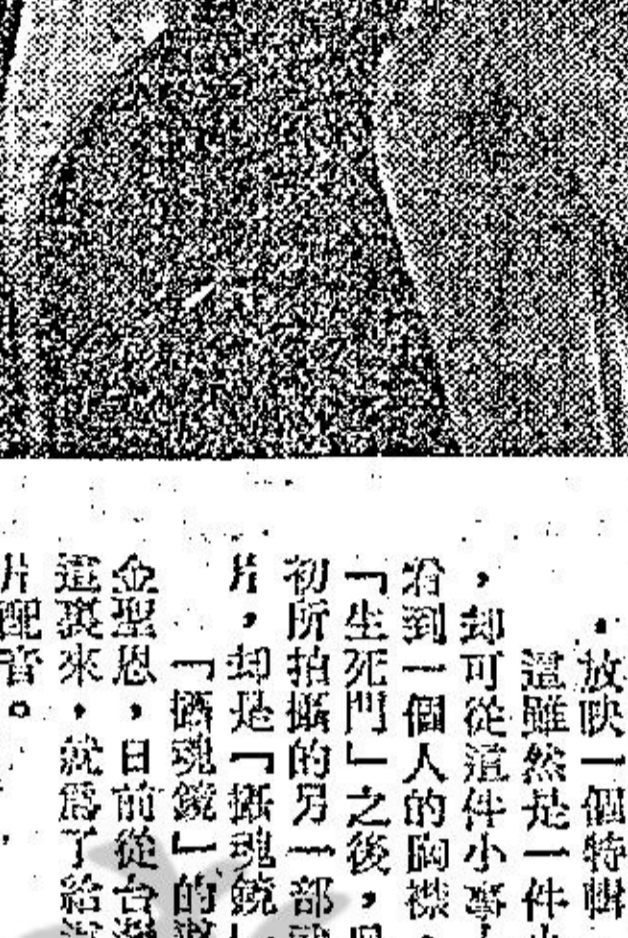 放映一個特輯
這雖然是一件
，却可從這件小事
看到一個人的胸襟，
「生死門」之後，
初所拍攝的另一部
片，却是「攝魂鏡」
「攝魂鏡」的
金聖恩，日前從台
這裏來，就爲了給
片配音。